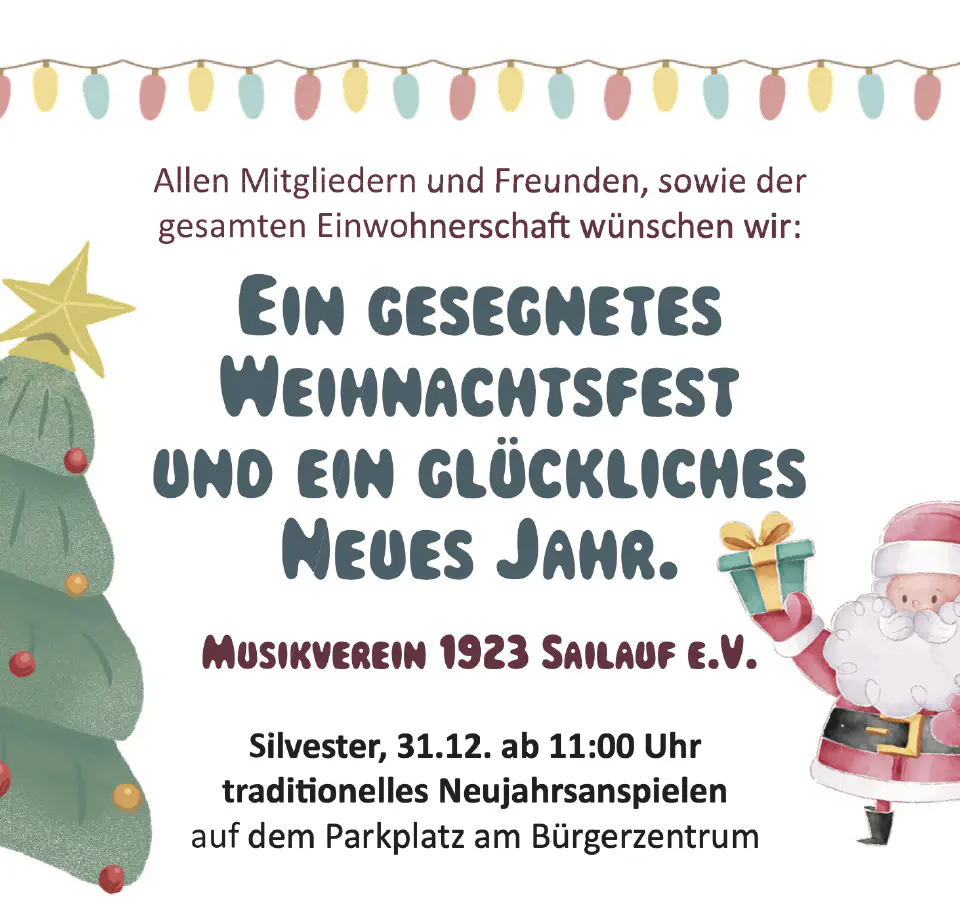 Allen Mitgliedern und Freunden, sowie der
gesamten Einwohnerschaft wünschen wir:
Ein gesegnetes
Weihnachtsfest
und ein glückliches
Neues Jahr.
Musikverein 1923 Sailauf e.V.
Silvester, 31.12. ab 11:00 Uhr
traditionelles Neujahrsanspielen
auf dem Parkplatz am Bürgerzentrum